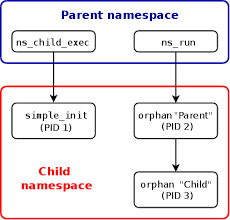 Parent namespace
ns_child_exec
ns_run
simple_init
(PID 1)
orphan "Parent"
(PID 2)
Child
namespace
orphan "Child"
(PID 3)